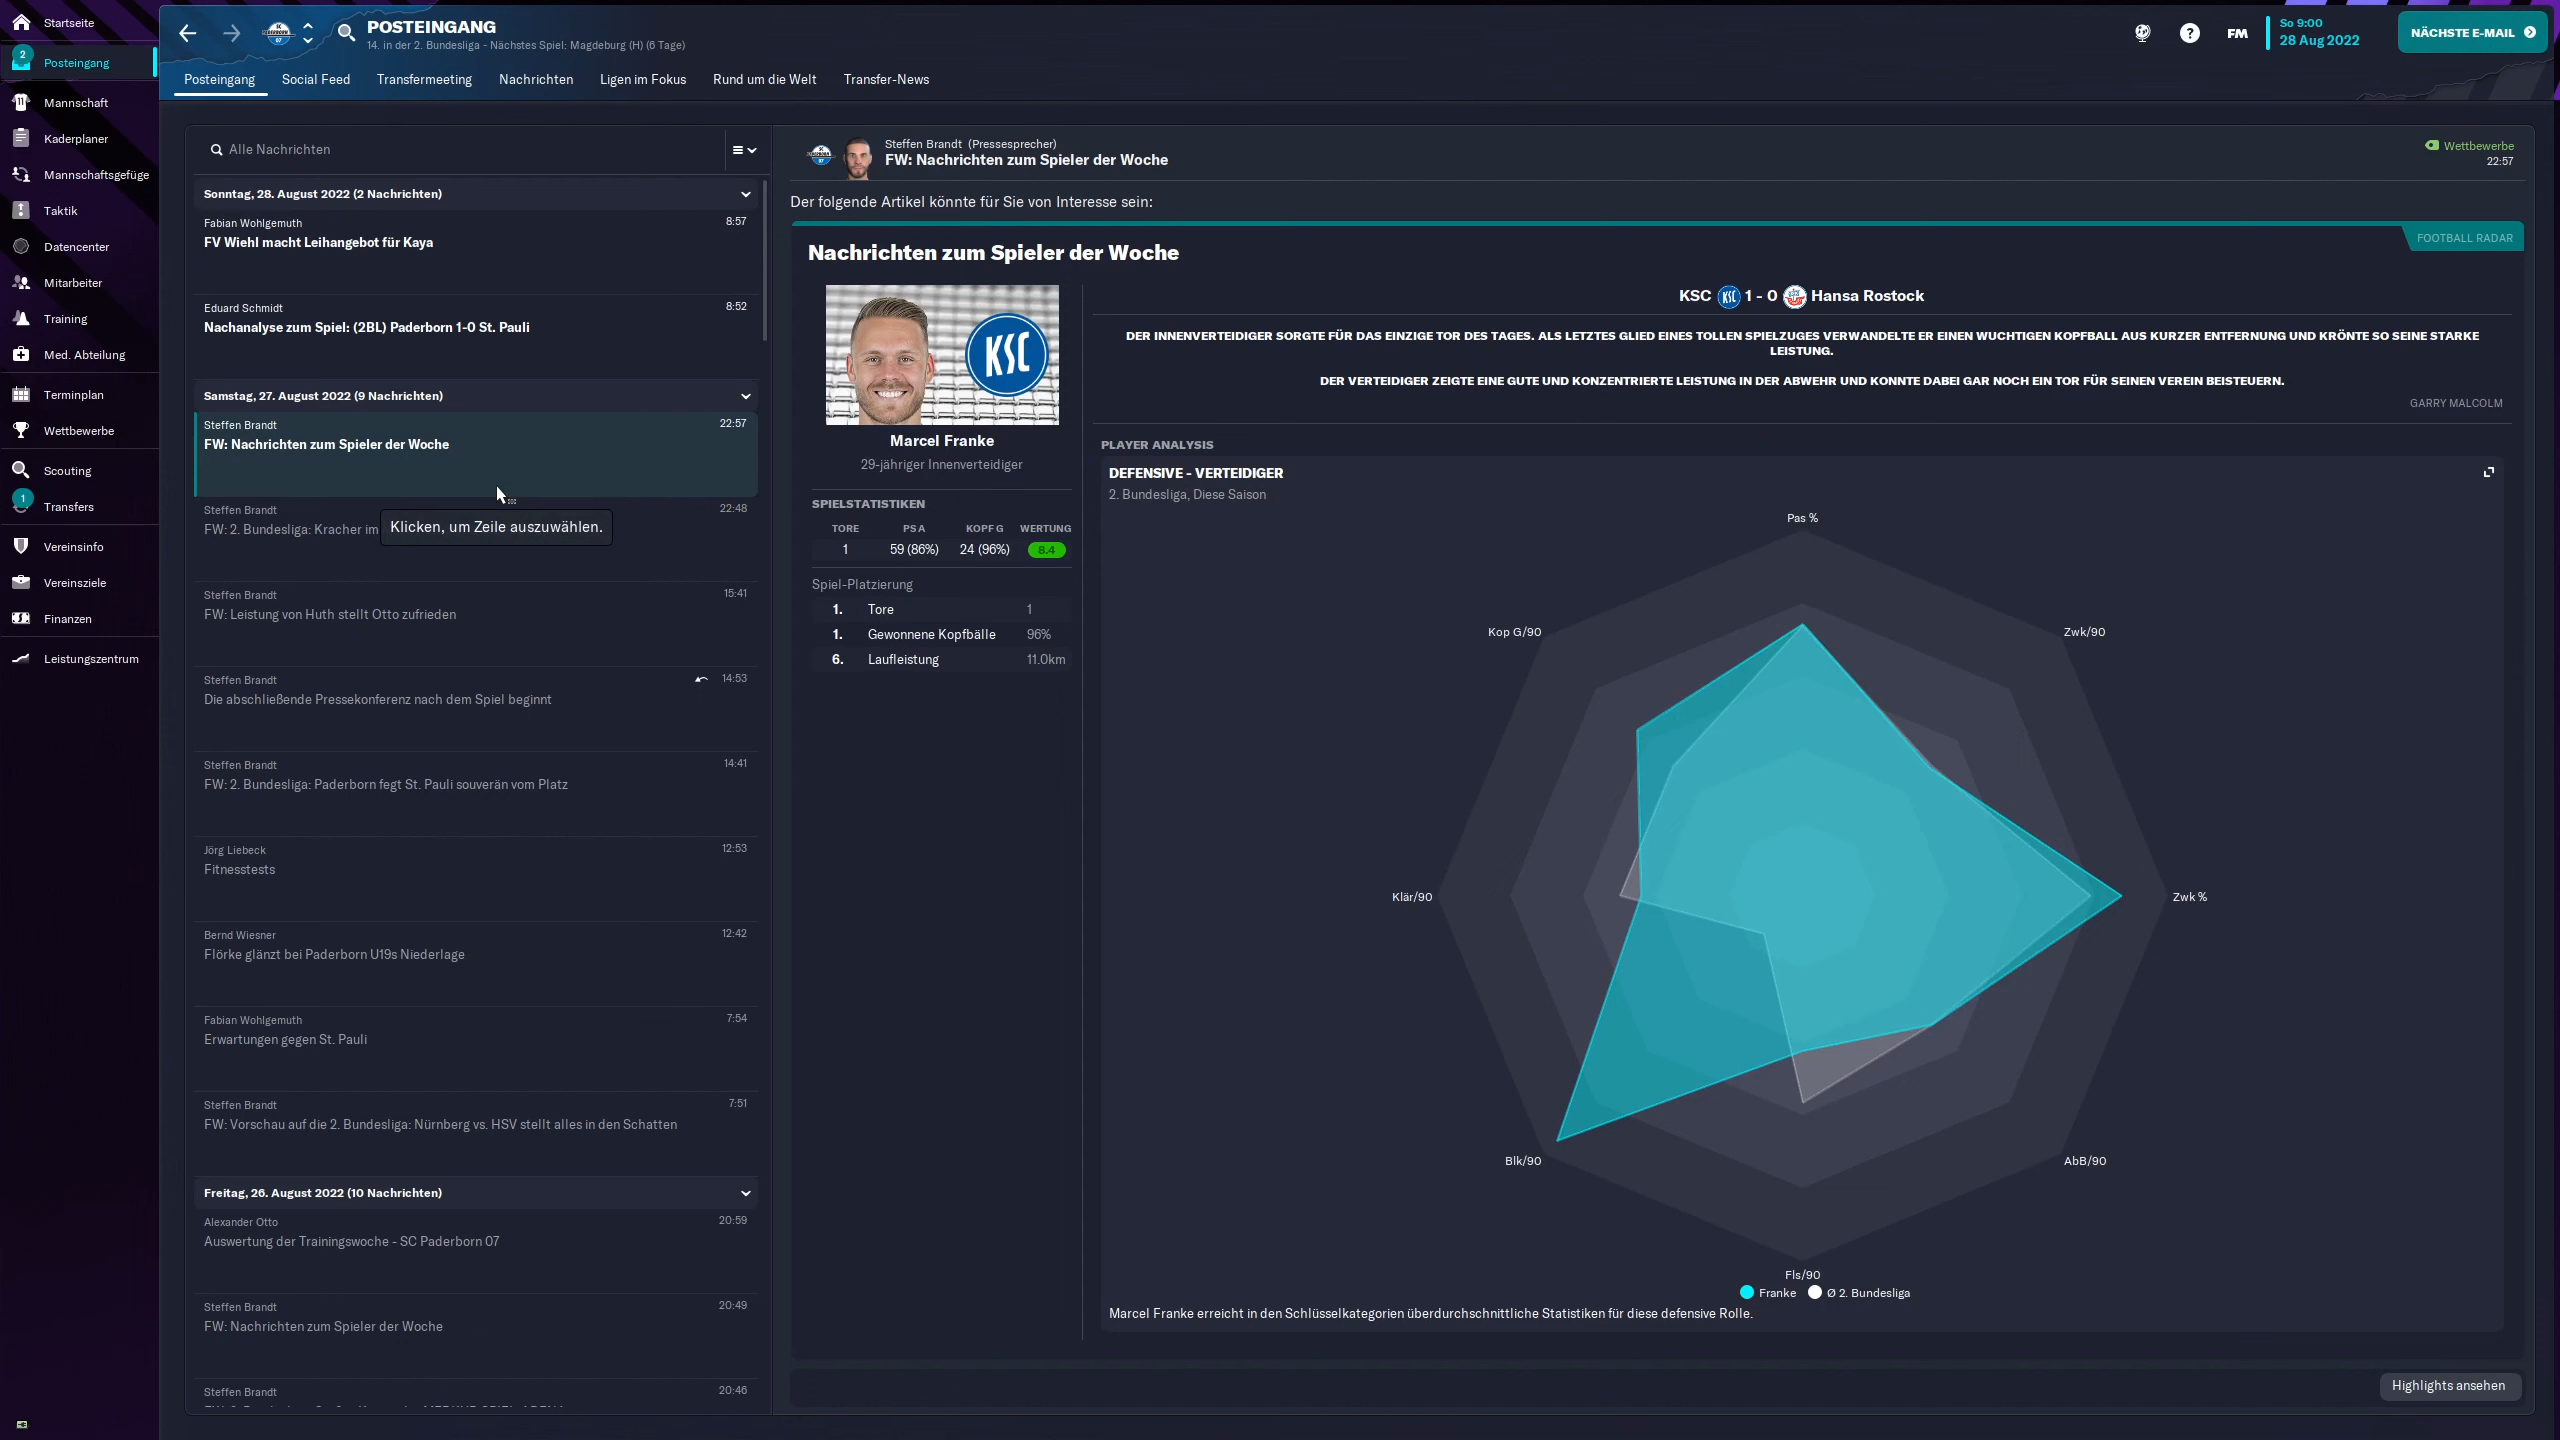 Startseite
2
Posteingang
Mannschaft
Kaderplaner
Mannschaftsgefüge
Taktik
Datencenter
Mitarbeiter
Training
Med. Abteilung
Terminplan
Wettbewerbe
Scouting
1
Transfers
Vereinsinfo
Vereinsziele
Finanzen
Leistungszentrum
POSTEINGANG
14. in der 2. Bundesliga - Nächstes Spiel: Magdeburg (H) (6 Tage)
FM
So 9:00
28 Aug 2022
NÄCHSTE E-MAIL
Posteingang Social Feed Transfermeeting Nachrichten Ligen im Fokus Rund um die Welt Transfer-News
Alle Nachrichten
Sonntag, 28. August 2022 (2 Nachrichten)
Fabian Wohlgemuth 8:57
FV Wiehl macht Leihangebot für Kaya
Eduard Schmidt 8:52
Nachanalyse zum Spiel: (2BL) Paderborn 1-0 St. Pauli
Samstag, 27. August 2022 (9 Nachrichten)
Steffen Brandt 22:57
FW: Nachrichten zum Spieler der Woche
Steffen Brandt 22:48
FW: 2. Bundesliga: Kracher im
Klicken, um Zeile auszuwählen.
Steffen Brandt 15:41
FW: Leistung von Huth stellt Otto zufrieden
Steffen Brandt 14:53
Die abschließende Pressekonferenz nach dem Spiel beginnt
Steffen Brandt 14:41
FW: 2. Bundesliga: Paderborn fegt St. Pauli souverän vom Platz
Jörg Liebeck 12:53
Fitnesstests
Bernd Wiesner 12:42
Flörke glänzt bei Paderborn U19s Niederlage
Fabian Wohlgemuth 7:54
Erwartungen gegen St. Pauli
Steffen Brandt 7:51
FW: Vorschau auf die 2. Bundesliga: Nürnberg vs. HSV stellt alles in den Schatten
Freitag, 26. August 2022 (10 Nachrichten)
Alexander Otto 20:59
Auswertung der Trainingswoche - SC Paderborn 07
Steffen Brandt 20:49
FW: Nachrichten zum Spieler der Woche
Steffen Brandt 20:46
Steffen Brandt (Pressesprecher)
FW: Nachrichten zum Spieler der Woche
Wettbewerbe
22:57
Der folgende Artikel könnte für Sie von Interesse sein:
FOOTBALL RADAR
Nachrichten zum Spieler der Woche
KSC
Marcel Franke
29-jähriger Innenverteidiger
SPIELSTATISTIKEN
TORE PS A KOPF G WERTUNG
1 59 (86%) 24 (96%) 8.4
Spiel-Platzierung
1. Tore 1
1. Gewonnene Kopfbälle 96%
6. Laufleistung 11.0km
KSC KSC 1 - 0 Hansa Rostock
DER INNENVERTEIDIGER SORGTE FÜR DAS EINZIGE TOR DES TAGES. ALS LETZTES GLIED EINES TOLLEN SPIELZUGES VERWANDELTE ER EINEN WUCHTIGEN KOPFBALL AUS KURZER ENTFERNUNG UND KRÖNTE SO SEINE STARKE
LEISTUNG.
DER VERTEIDIGER ZEIGTE EINE GUTE UND KONZENTRIERTE LEISTUNG IN DER ABWEHR UND KONNTE DABEI GAR NOCH EIN TOR FÜR SEINEN VEREIN BEISTEUERN.
GARRY MALCOLM
PLAYER ANALYSIS
DEFENSIVE - VERTEIDIGER
2. Bundesliga, Diese Saison
Pas %
Kop G/90 Zwk/90
Klär/90 Zwk %
Blk/90 AbB/90
Fls/90
Franke Ø 2. Bundesliga
Marcel Franke erreicht in den Schlüsselkategorien überdurchschnittliche Statistiken für diese defensive Rolle.
Highlights ansehen